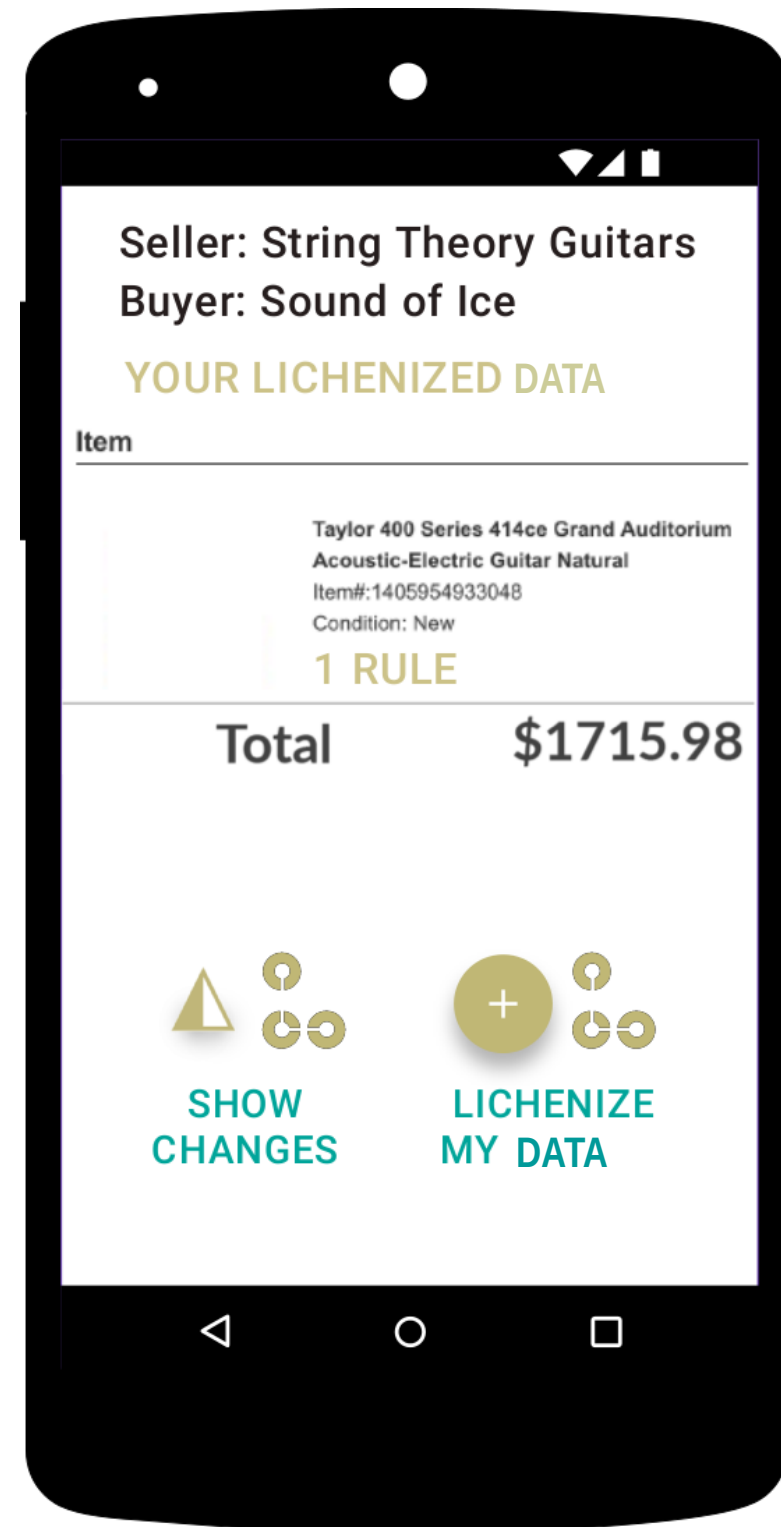 Seller: String Theory Guitars
Buyer: Sound of Ice
YOUR LICHENIZED DATA
Item
Taylor 400 Series 414ce Grand Auditorium
Acoustic-Electric Guitar Natural
Item#:1405954933048
Condition: New
1 RULE
Total $1715.98
SHOW
CHANGES
LICHENIZE
MY DATA